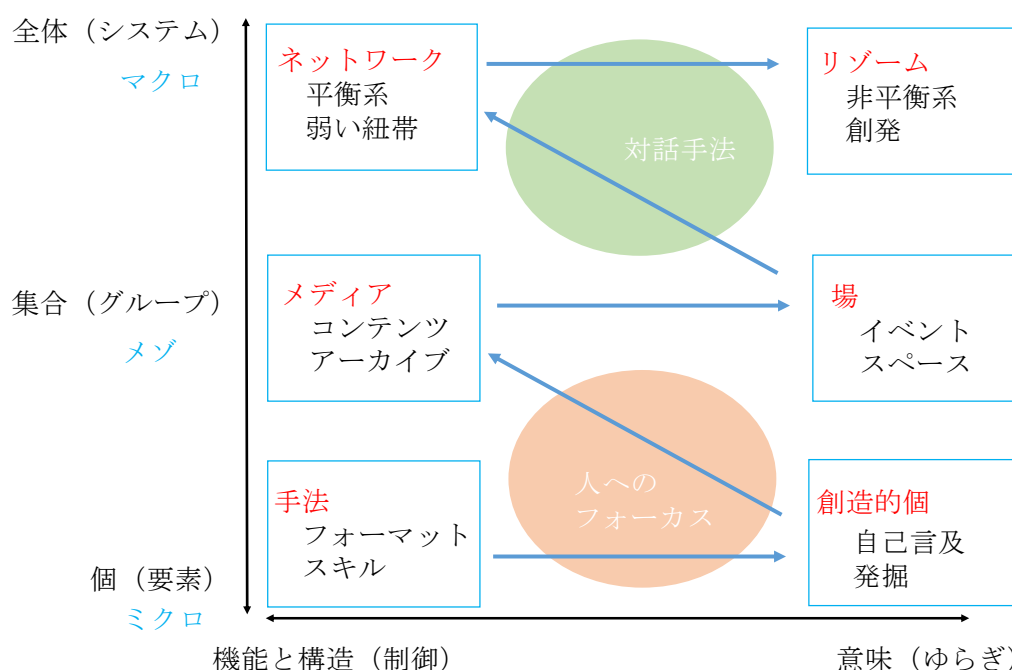 全体（システム）
マクロ
ネットワーク
平衡系
弱い紐帯
対話手法
リゾーム
非平衡系
創発
集合（グループ）
メゾ
メディア
コンテンツ
アーカイブ
場
イベント
スペース
個（要素）
ミクロ
手法
フォーマット
スキル
人への
フォーカス
創造的個
自己言及
発掘
機能と構造（制御）
意味（ゆらぎ）